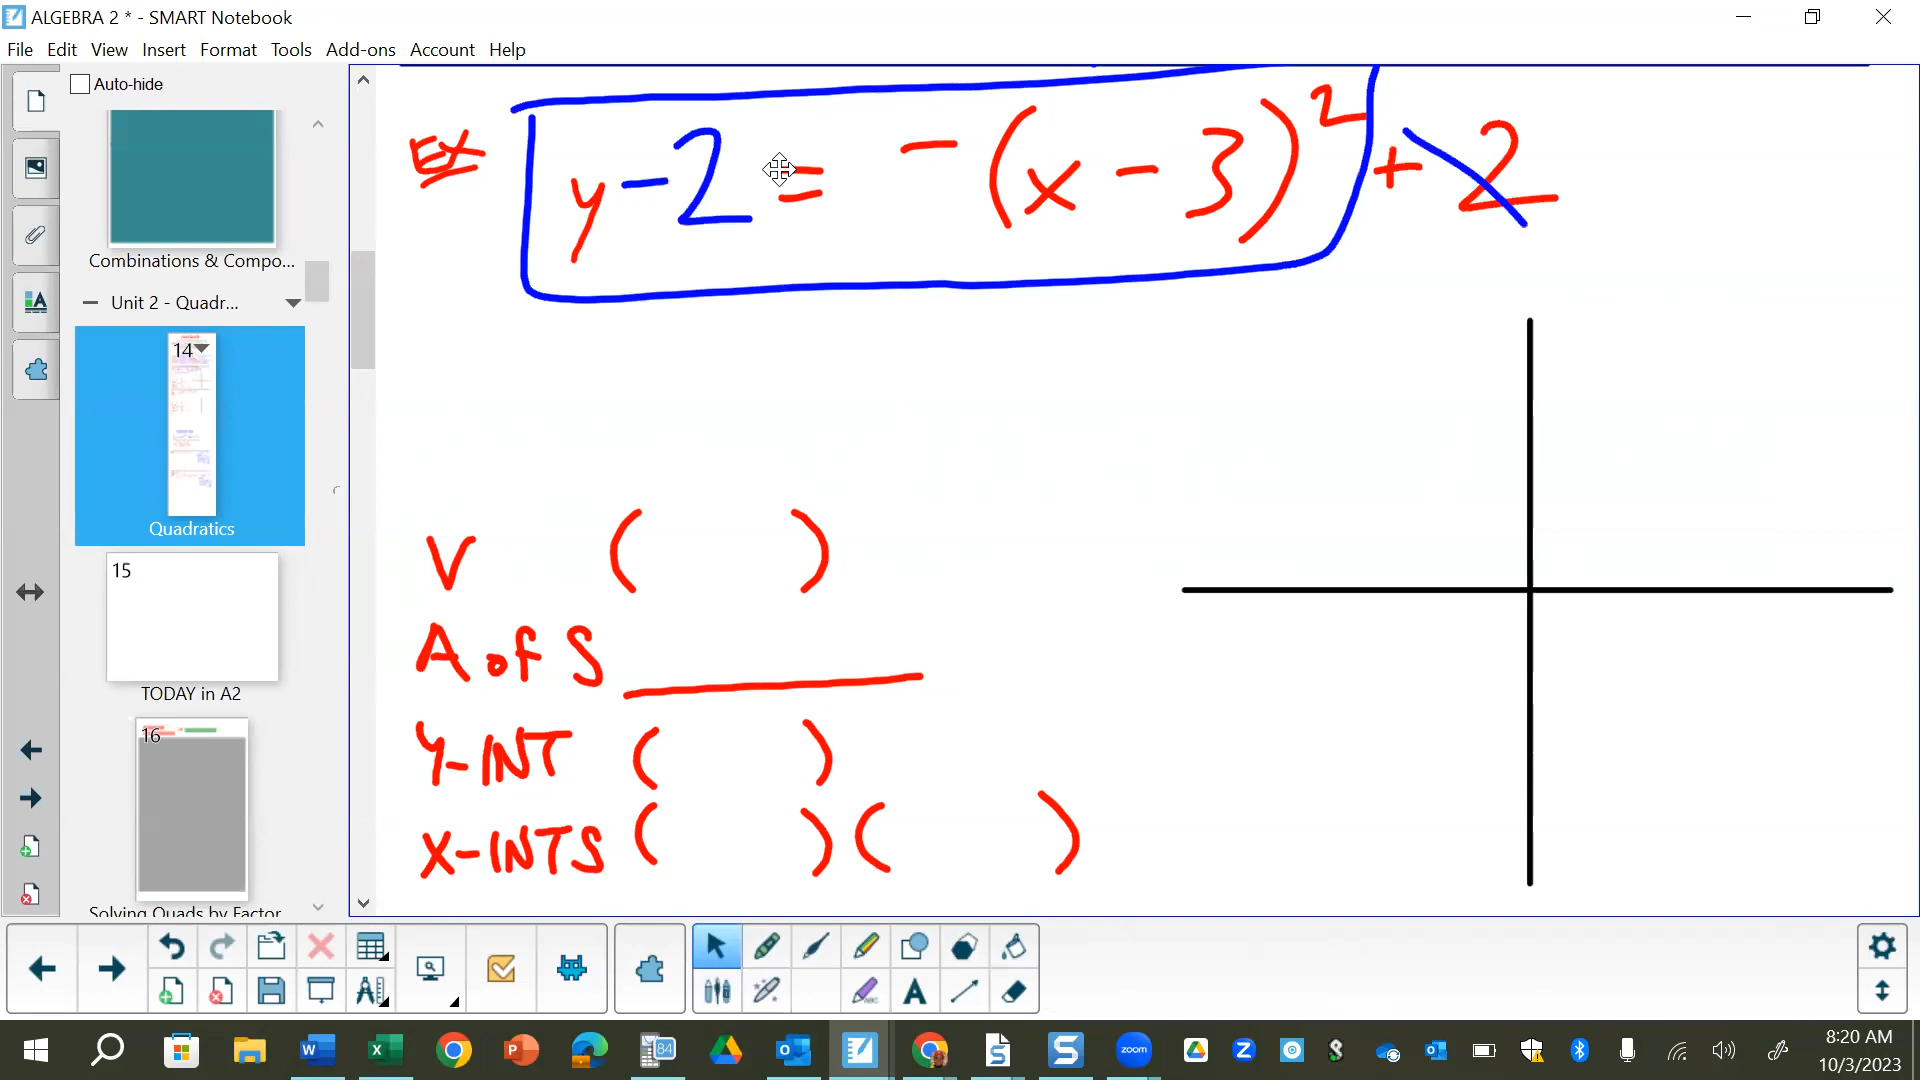 ALGEBRA 2 * - SMART Notebook
File Edit View Insert Format Tools Add-ons Account Help
Auto-hide
Combinations & Compo...
Unit 2 - Quadr...
14
Quadratics
15
TODAY in A2
16
Solving Quads by Factor
EX y - 2 = -(x - 3)² + 2
V ( )
A of S
Y-INT ( )
X-INTS ( ) ( )
84
zoom
8:20 AM
10/3/2023